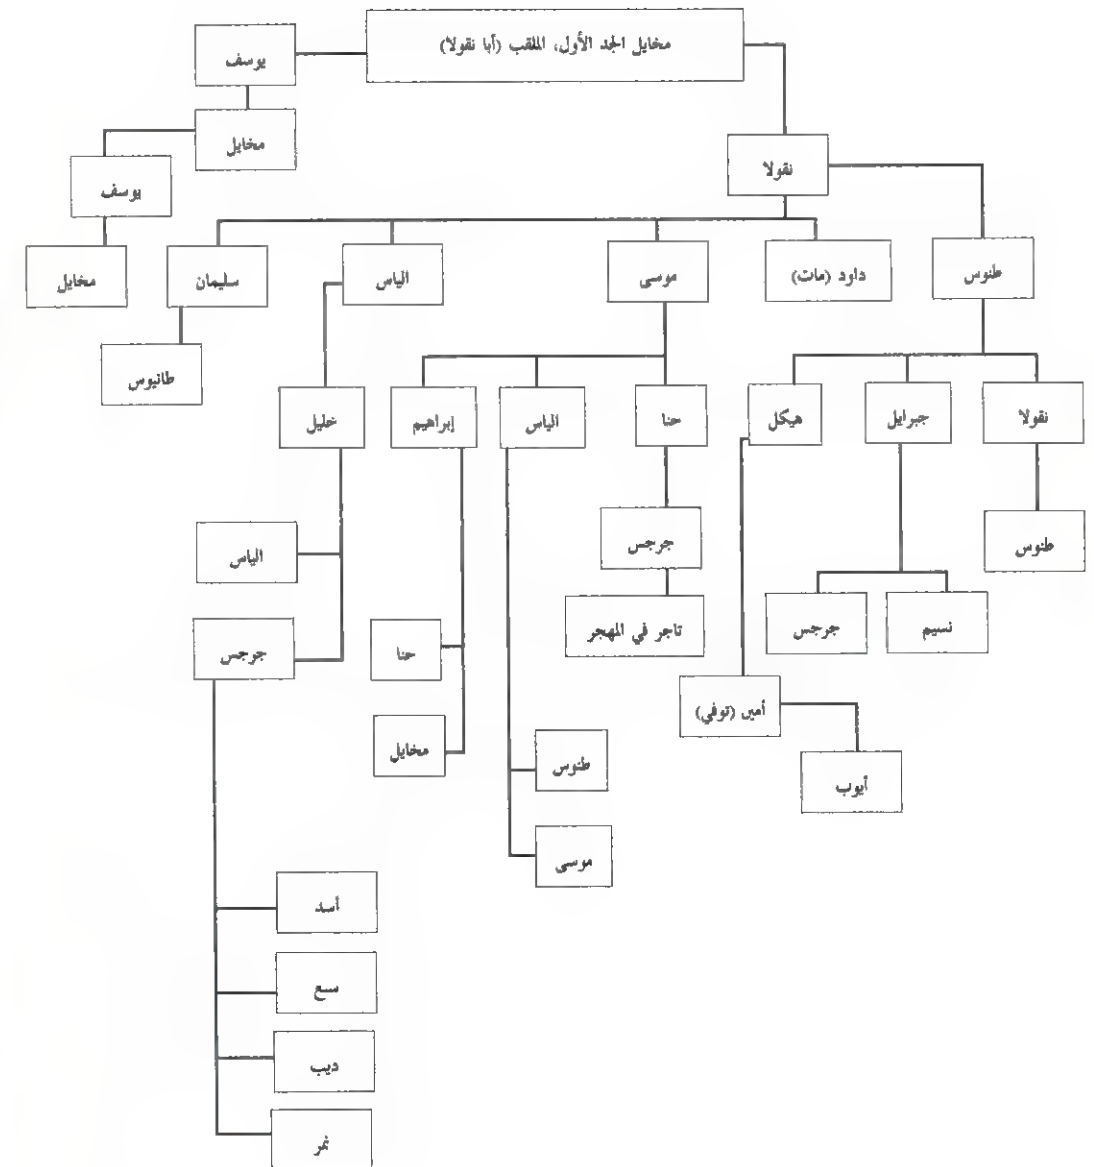 مخايل الجد الأول، الملقب (أبا نقولا)
يوسف
مخايل
يوسف
نقولا
طنوس
داود (مات)
موسى
الياس
سليمان
مخايل
طانيوس
نقولا
جبرايل
هيكل
حنا
الياس
إبراهيم
خليل
طنوس
جرجس
الياس
نسيم
جرجس
تاجر في المهجر
حنا
جرجس
أمين (توفي)
مخايل
طنوس
أيوب
موسى
أسد
سبع
ديب
نمر